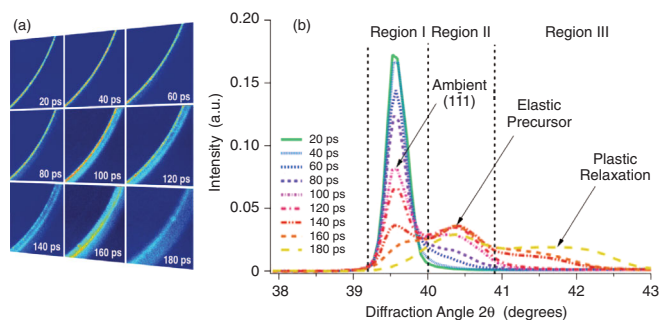 (a)
20 ps
40 ps
60 ps
80 ps
100 ps
120 ps
140 ps
160 ps
180 ps
(b)
Region I
Region II
Region III
0.20
0.15
0.10
0.05
0
Intensity (a.u.)
Ambient
(111)
Elastic
Precursor
Plastic
Relaxation
20 ps
40 ps
60 ps
80 ps
100 ps
120 ps
140 ps
160 ps
180 ps
38
39
40
41
42
43
Diffraction Angle 2θ (degrees)